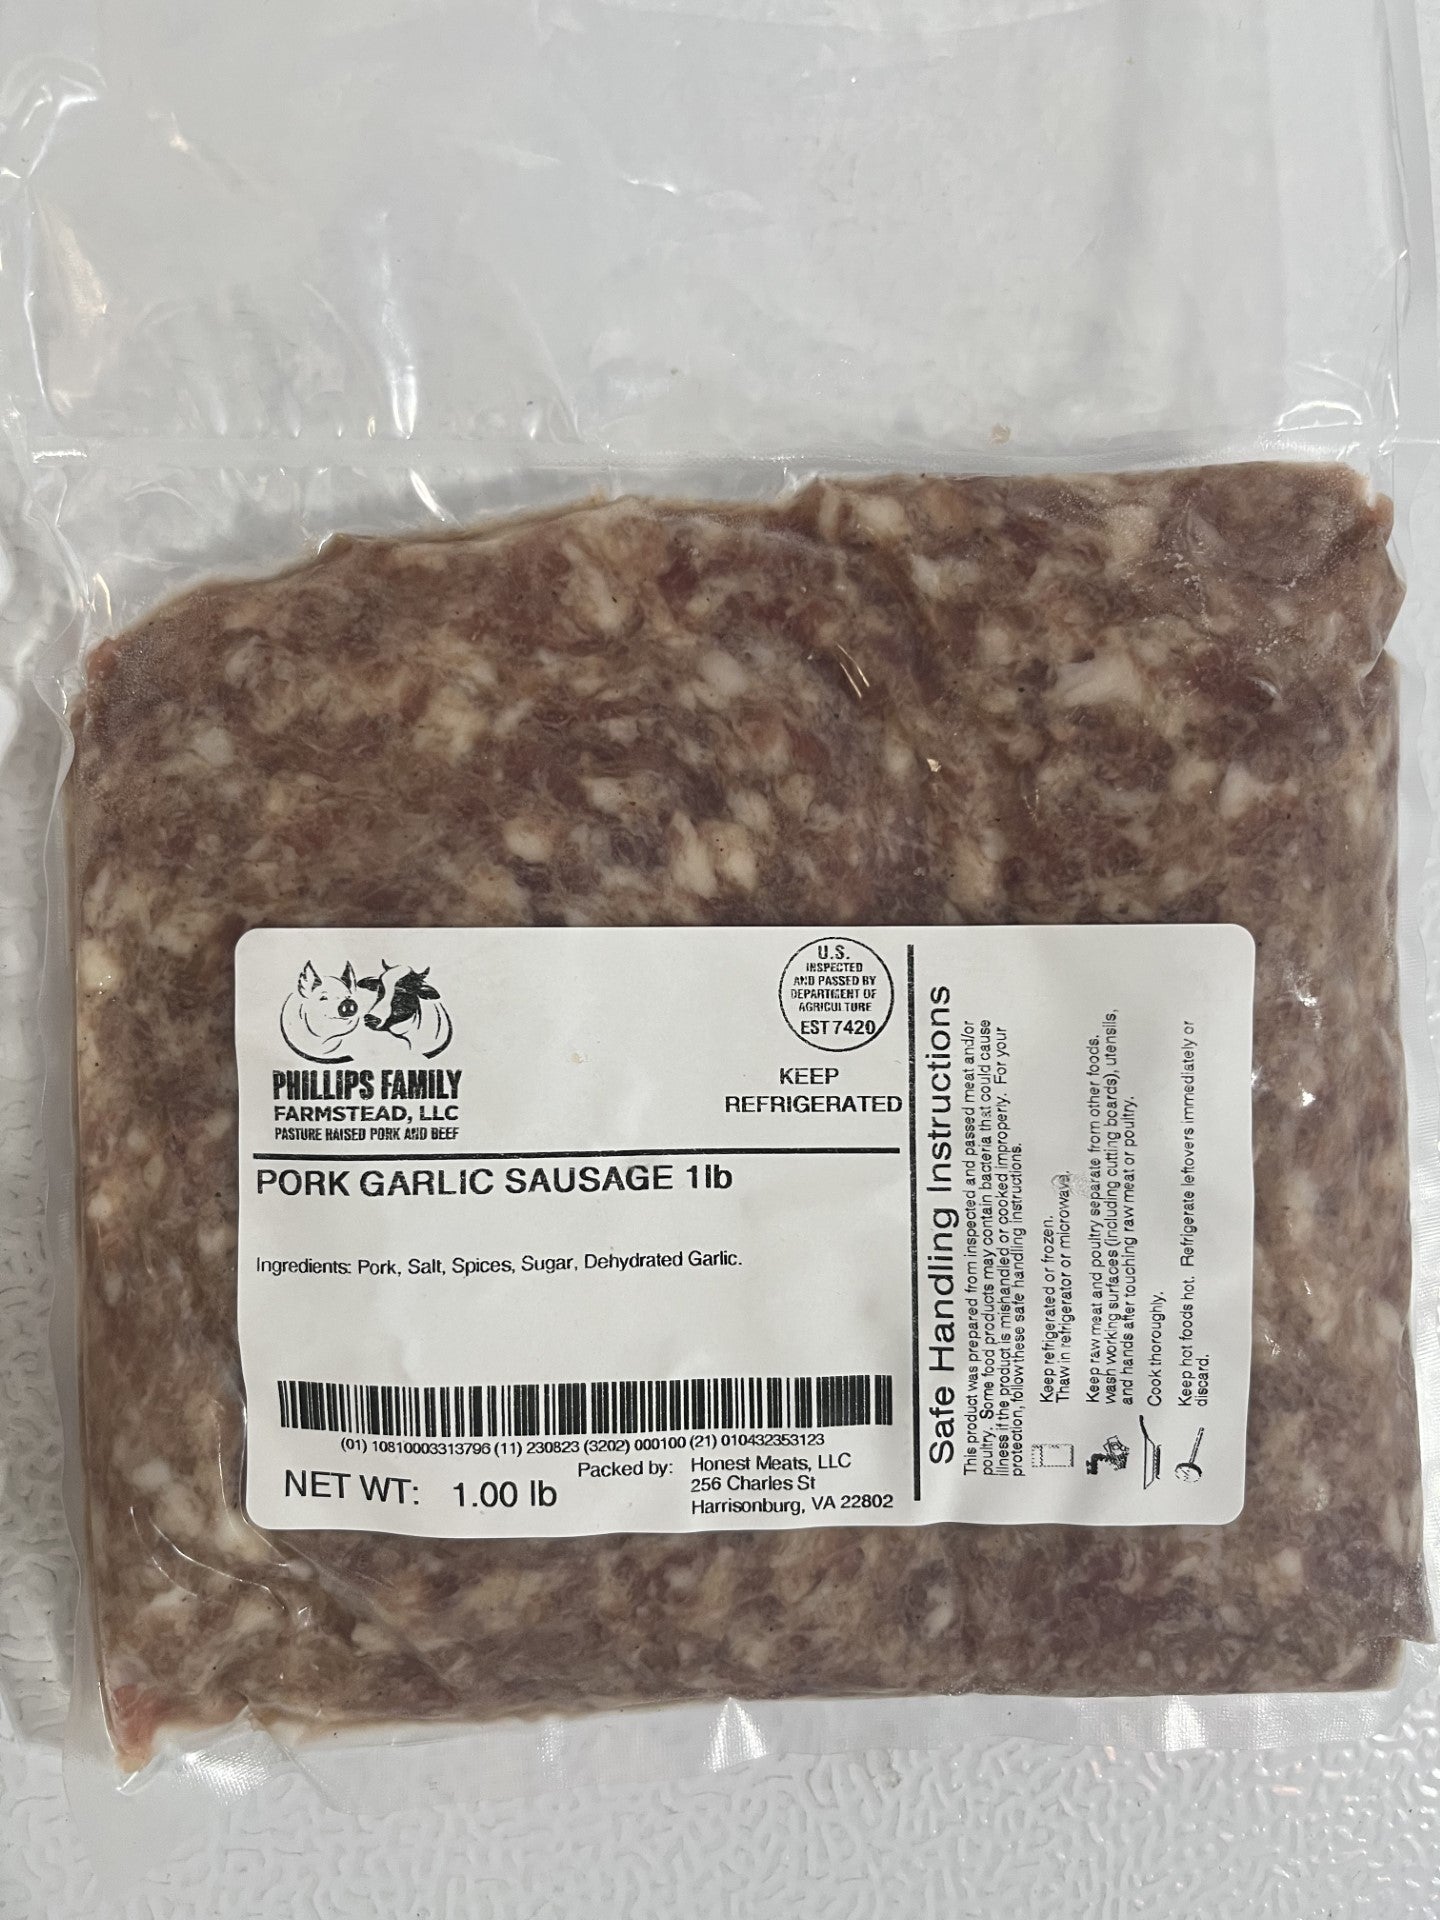 PHILLIPS FAMILY
FARMSTEAD, LLC
PASTURE RAISED PORK AND BEEF
U.S.
INSPECTED
AND PASSED BY
DEPARTMENT OF
AGRICULTURE
EST 7420
KEEP
REFRIGERATED
PORK GARLIC SAUSAGE 1lb
Ingredients: Pork, Salt, Spices, Sugar, Dehydrated Garlic.
(01) 10810003313796 (11) 230823 (3202) 000100 (21) 010432353123
NET WT: 1.00 lb
Packed by: Honest Meats, LLC
256 Charles St
Harrisonburg, VA 22802
Safe Handling Instructions
This product was prepared from inspected and passed meat and/or
poultry. Some food products may contain bacteria that could cause
illness if the product is mishandled or cooked improperly. For your
protection, follow these safe handling instructions.
Keep refrigerated or frozen.
Thaw in refrigerator or microwave.
Keep raw meat and poultry separate from other foods.
Wash working surfaces (including cutting boards), utensils,
and hands after touching raw meat or poultry.
Cook thoroughly.
Keep hot foods hot. Refrigerate leftovers immediately or
discard.